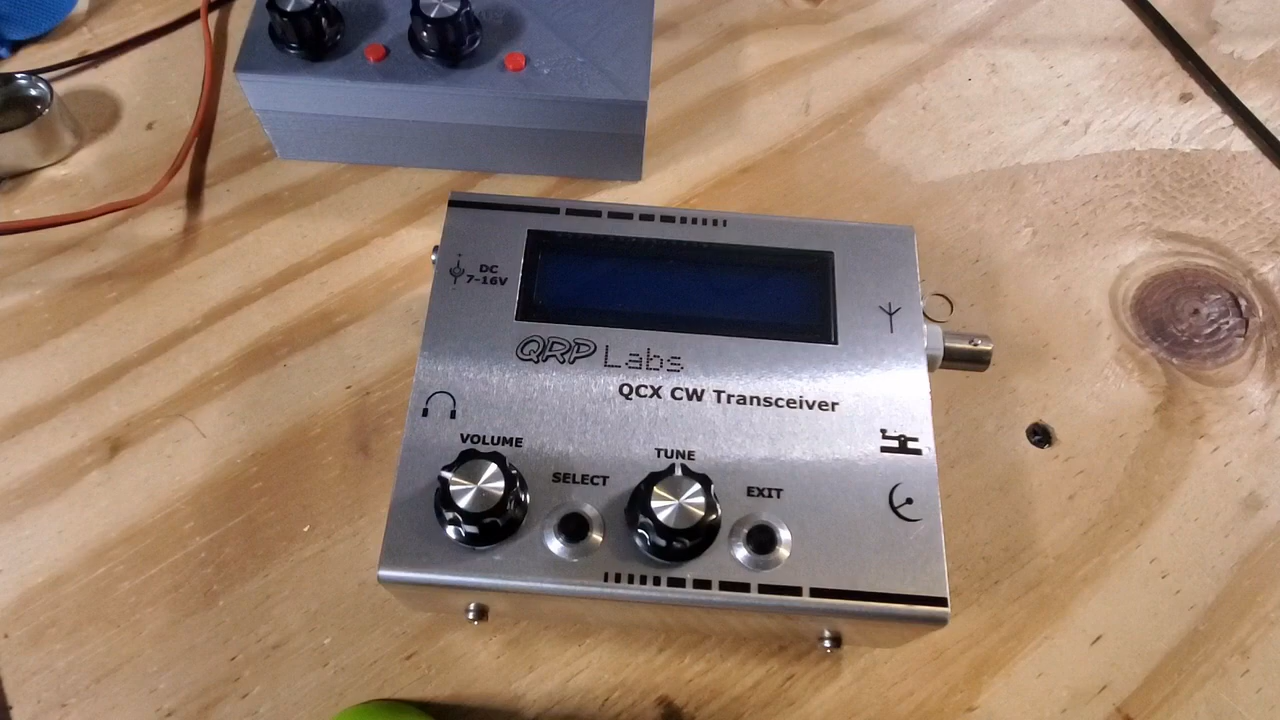 DC
7-16V
QRP Labs
QCX CW Transceiver
VOLUME
TUNE
SELECT
EXIT